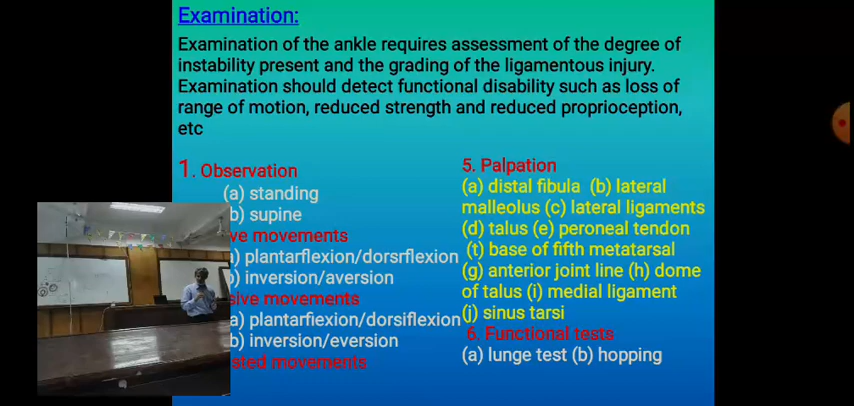 Examination:
Examination of the ankle requires assessment of the degree of
instability present and the grading of the ligamentous injury.
Examination should detect functional disability such as loss of
range of motion, reduced strength and reduced proprioception,
etc
1. Observation
(a) standing
b) supine
ve movements
a) plantarflexion/dorsrflexion
b) inversion/aversion
sive movements
a) plantarfiexion/dorsiflexion
b) inversion/eversion
sted movements
5. Palpation
(a) distal fibula (b) lateral
malleolus (c) lateral ligaments
(d) talus (e) peroneal tendon
(t) base of fifth metatarsal
(g) anterior joint line (h) dome
of talus (i) medial ligament
(j) sinus tarsi
6. Functional tests
(a) lunge test (b) hopping